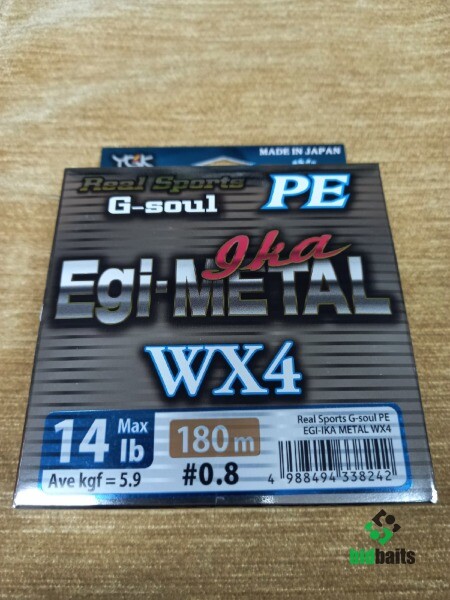 YGK
MADE IN JAPAN
Real Sports
G-soul PE
Egi-METAL
Ika
WX4
14 Max lb
Ave kgf = 5.9
180m
#0.8
Real Sports G-soul PE
EGI-IKA METAL WX4
4 988494 338242
bidbaits